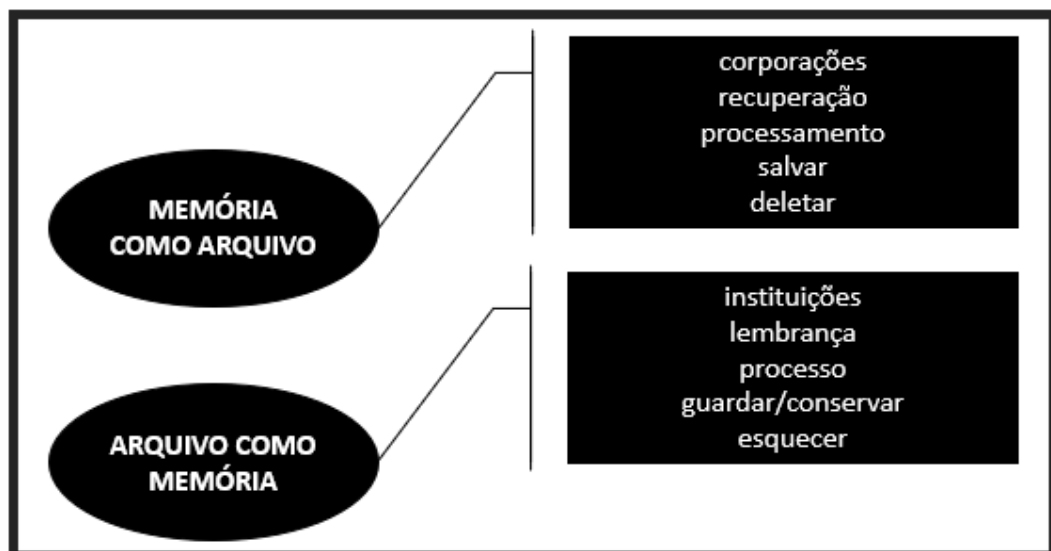 MEMÓRIA
COMO ARQUIVO
corporações
recuperação
processamento
salvar
deletar
ARQUIVO COMO
MEMÓRIA
instituições
lembrança
processo
guardar/conservar
esquecer